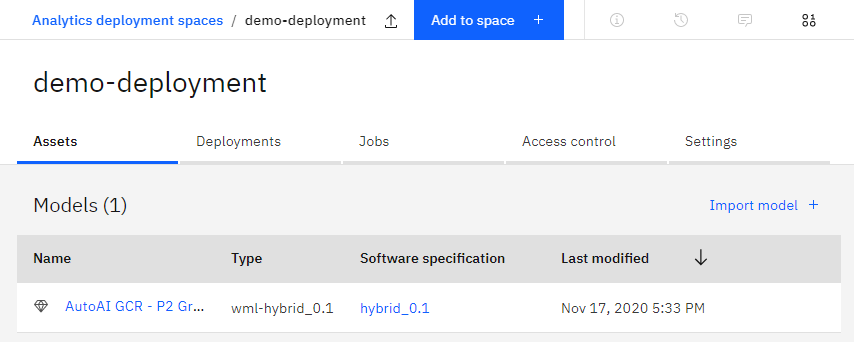 Analytics deployment spaces / demo-deployment Add to space +
demo-deployment
Assets Deployments Jobs Access control Settings
Models (1) Import model +
Name Type Software specification Last modified
AutoAI GCR - P2 Gr... wml-hybrid_0.1 hybrid_0.1 Nov 17, 2020 5:33 PM